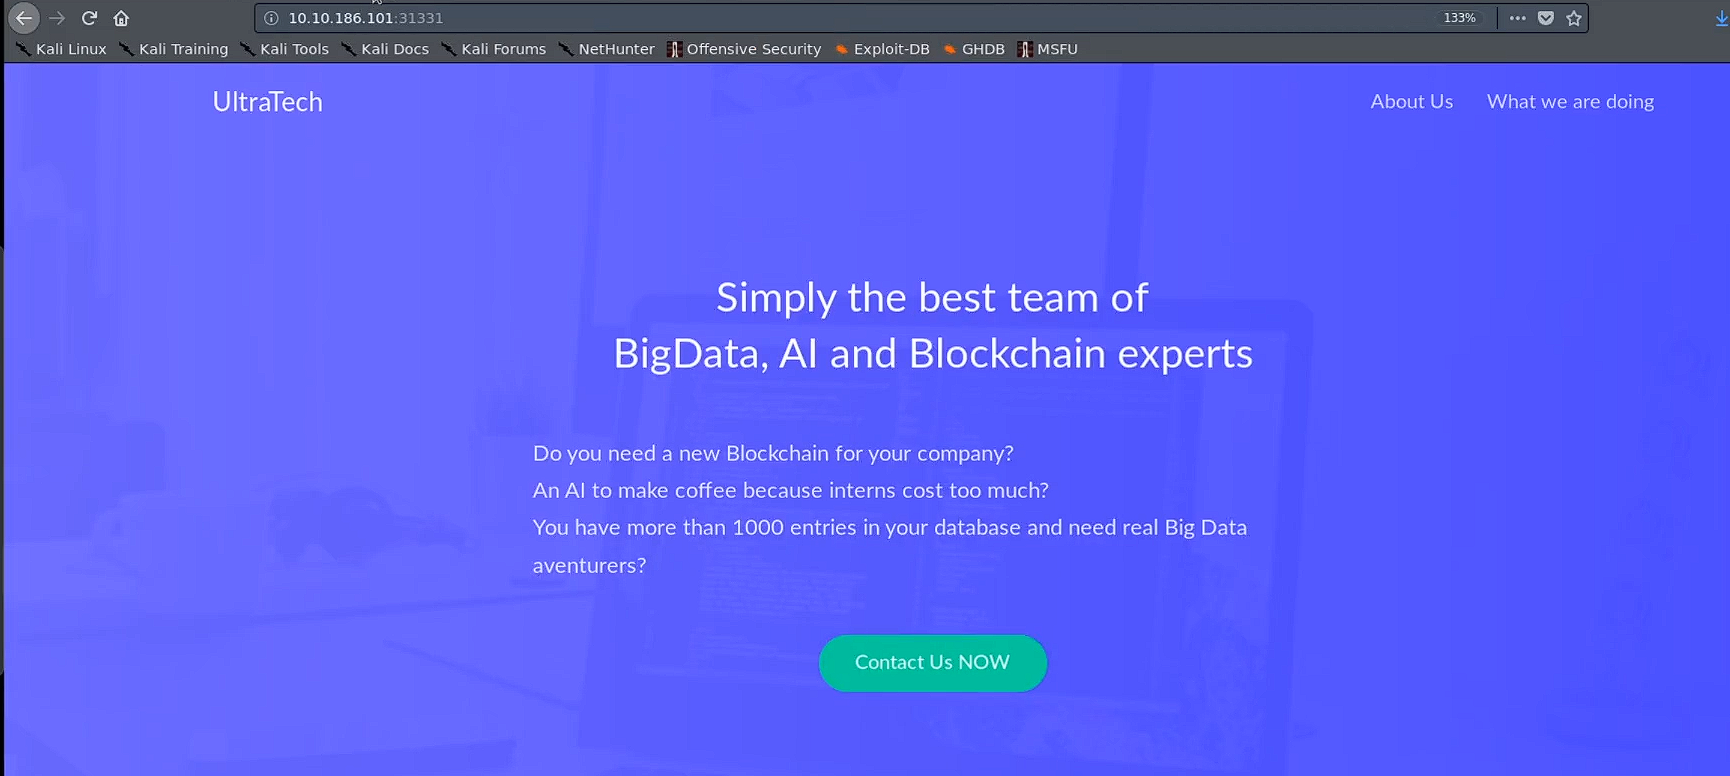 10.10.186.101:31331
133%
Kali Linux Kali Training Kali Tools Kali Docs Kali Forums NetHunter Offensive Security Exploit-DB GHDB MSFU
UltraTech
About Us What we are doing
Simply the best team of
BigData, AI and Blockchain experts
Do you need a new Blockchain for your company?
An AI to make coffee because interns cost too much?
You have more than 1000 entries in your database and need real Big Data
aventurers?
Contact Us NOW